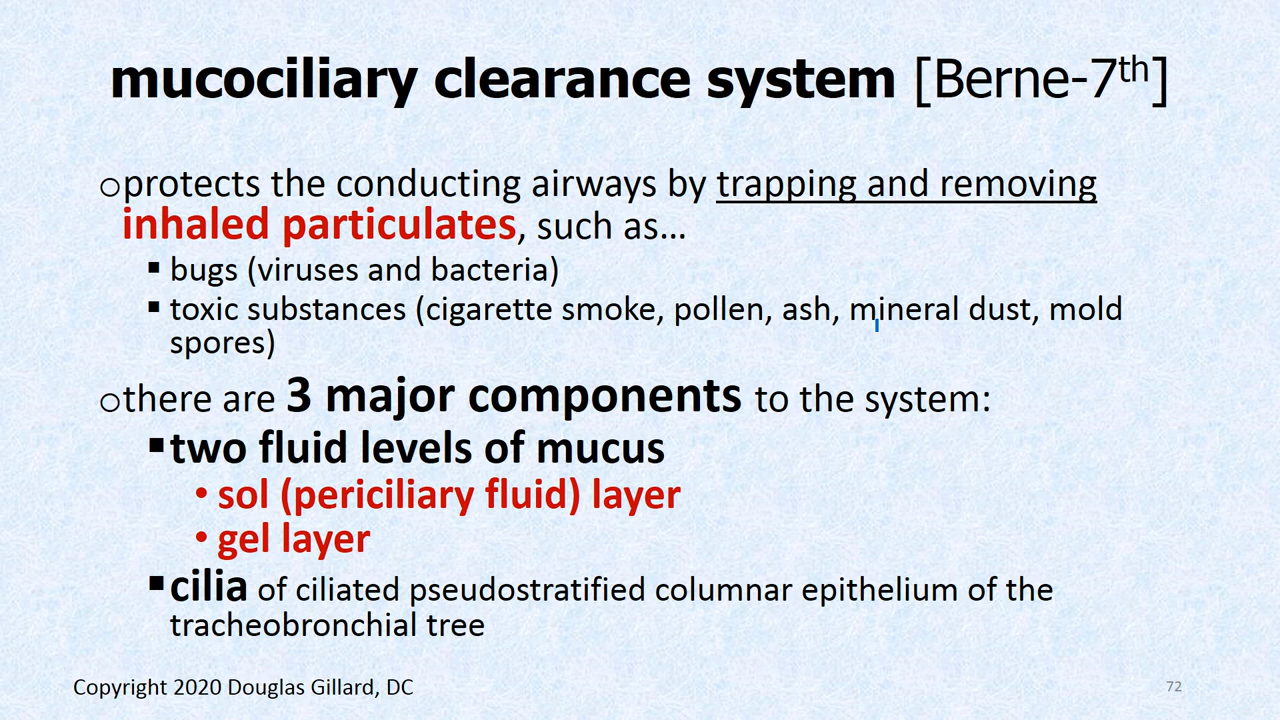 mucociliary clearance system [Berne-7th]
oprotects the conducting airways by trapping and removing
inhaled particulates, such as…
▪ bugs (viruses and bacteria)
▪ toxic substances (cigarette smoke, pollen, ash, mineral dust, mold
spores)
othere are 3 major components to the system:
▪two fluid levels of mucus
• sol (periciliary fluid) layer
• gel layer
▪cilia of ciliated pseudostratified columnar epithelium of the
tracheobronchial tree
Copyright 2020 Douglas Gillard, DC
72